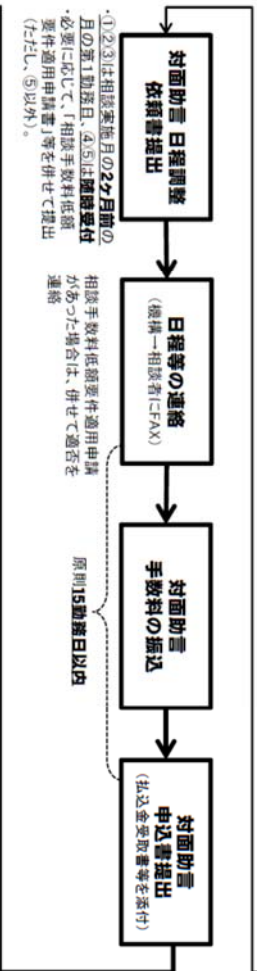 対面助言 日程調整
依頼書提出
・①②③は相談実施月の2ヶ月前の
月の第1勤務日、④⑤は随時受付
・必要に応じて、「相談手数料低額
要件適用申請書」等を併せて提出
(ただし、⑤以外)。
日程等の連絡
(機構→相談者にFAX)
相談手数料低額要件適用申請
があった場合は、併せて適否を
連絡
対面助言
手数料の振込
原則15勤務日以内
対面助言
申込書提出
(払込金受取書等を添付)